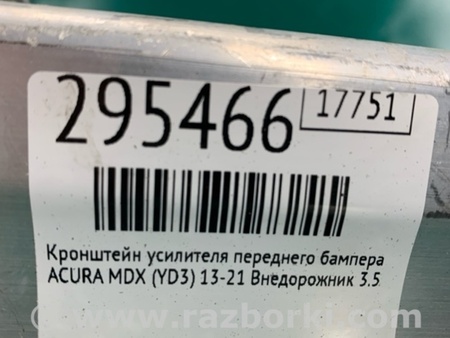 295466 17751
Кронштейн усилителя переднего бампера
ACURA MDX (YD3) 13-21 Внедорожник 3.5
© www.razborki.com